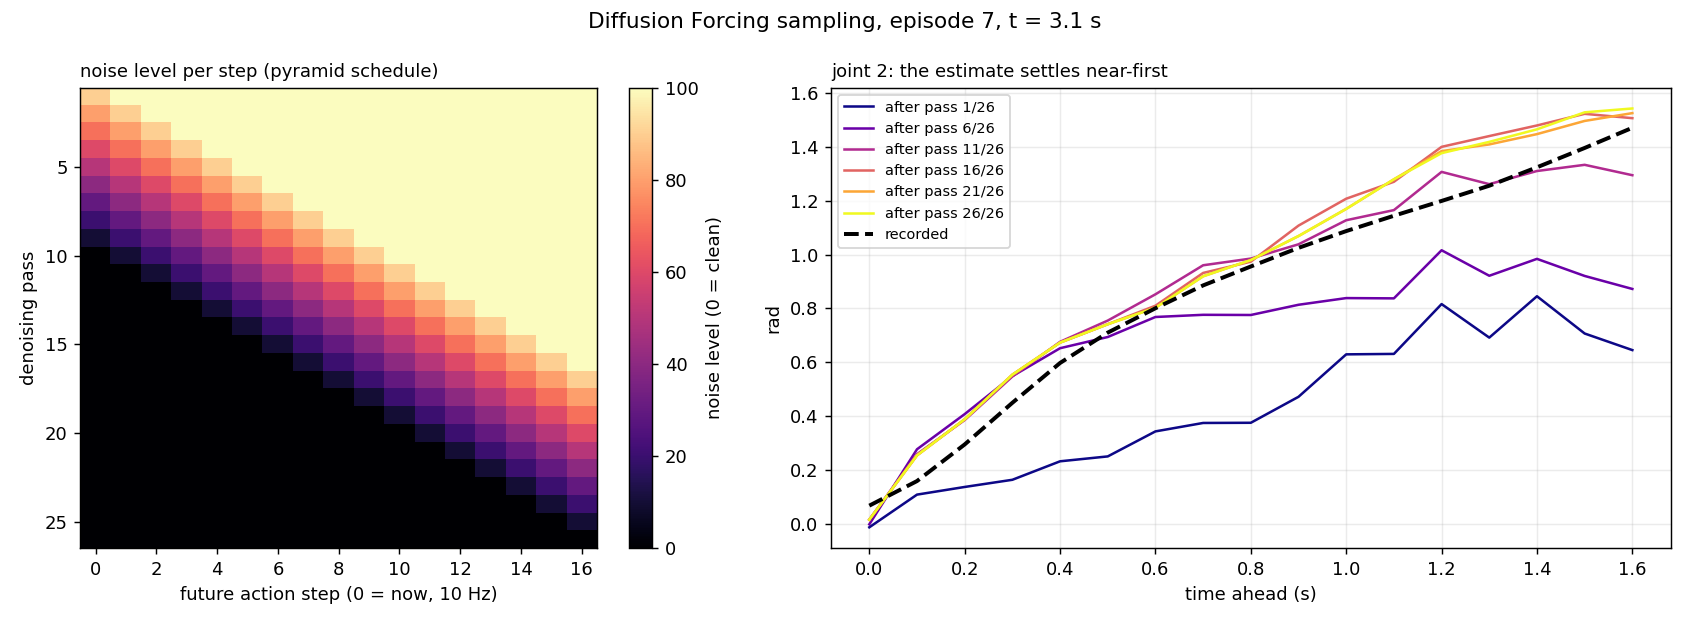 Diffusion Forcing sampling, episode 7, t = 3.1 s
noise level per step (pyramid schedule)
5
10
15
20
25
denoising pass
0 2 4 6 8 10 12 14 16
future action step (0 = now, 10 Hz)
100
80
60
40
20
0
noise level (0 = clean)
joint 2: the estimate settles near-first
after pass 1/26
after pass 6/26
after pass 11/26
after pass 16/26
after pass 21/26
after pass 26/26
recorded
1.6
1.4
1.2
1.0
0.8
0.6
0.4
0.2
0.0
rad
0.0 0.2 0.4 0.6 0.8 1.0 1.2 1.4 1.6
time ahead (s)